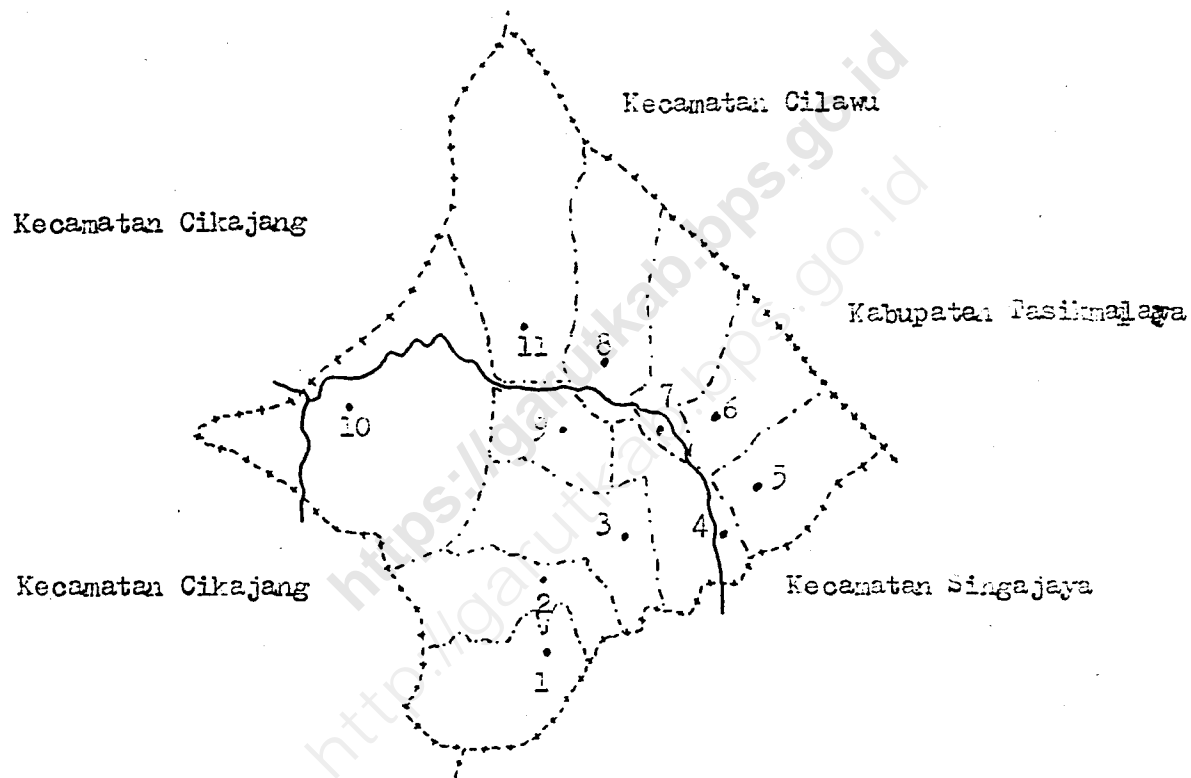 Kecamatan Cilawu
Kecamatan Cikajang
Kabupaten Tasikmalaya
11
8
10
9
7
6
5
3
4
Kecamatan Cikajang
2
Kecamatan Singajaya
1
https://garutkab.bps.go.id
http://garutkab.bps.go.id